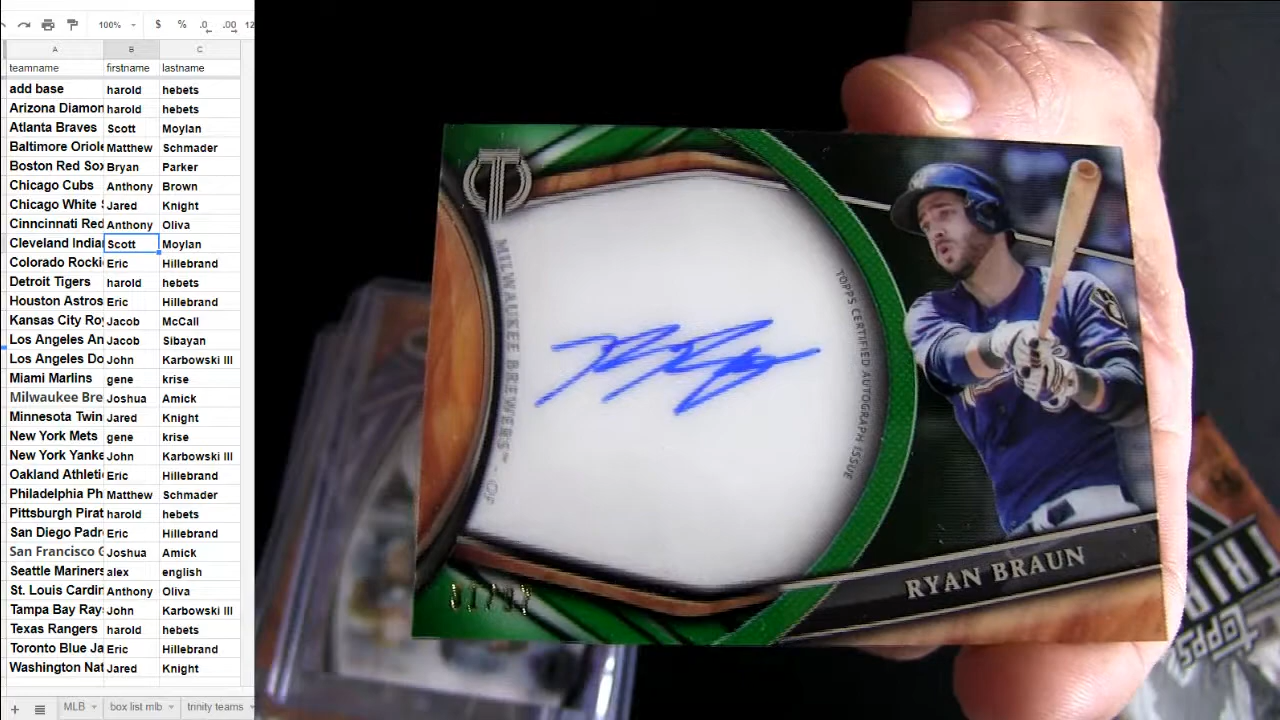 100%
$ % .0 .00 12
A B C
teamname firstname lastname
add base harold hebets
Arizona Diamon harold hebets
Atlanta Braves Scott Moylan
Baltimore Oriole Matthew Schmader
Boston Red Sox Bryan Parker
Chicago Cubs Anthony Brown
Chicago White S Jared Knight
Cinncinnati Red Anthony Oliva
Cleveland India Scott Moylan
Colorado Rocki Eric Hillebrand
Detroit Tigers harold hebets
Houston Astros Eric Hillebrand
Kansas City Ro Jacob McCall
Los Angeles An Jacob Sibayan
Los Angeles Do John Karbowski III
Miami Marlins gene krise
Milwaukee Bre Joshua Amick
Minnesota Twin Jared Knight
New York Mets gene krise
New York Yanke John Karbowski III
Oakland Athleti Eric Hillebrand
Philadelphia Ph Matthew Schmader
Pittsburgh Pirat harold hebets
San Diego Padr Eric Hillebrand
San Francisco G Joshua Amick
Seattle Mariners alex english
St. Louis Cardin Anthony Oliva
Tampa Bay Ray John Karbowski III
Texas Rangers harold hebets
Toronto Blue Ja Eric Hillebrand
Washington Nat Jared Knight
MLB box list mlb trinity teams
MILWAUKEE BREWERS™ - OF
TOPPS CERTIFIED AUTOGRAPH ISSUE
RYAN BRAUN
Topps